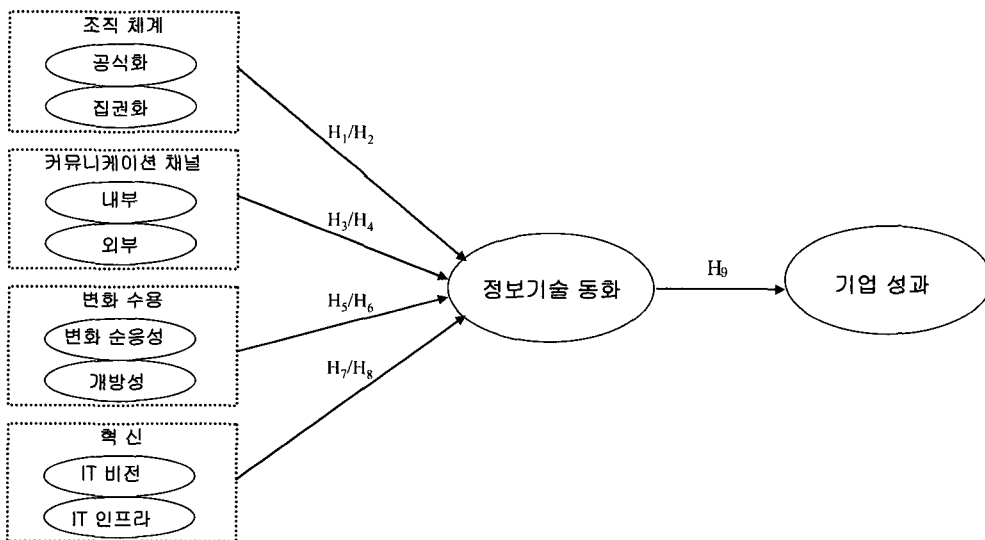 조직 체계
공식화
집권화
H₁/H₂
커뮤니케이션 채널
내부
외부
H₃/H₄
정보기술 동화
H₉
기업 성과
변화 수용
변화 순응성
개방성
H₅/H₆
H₇/H₈
혁 신
IT 비전
IT 인프라